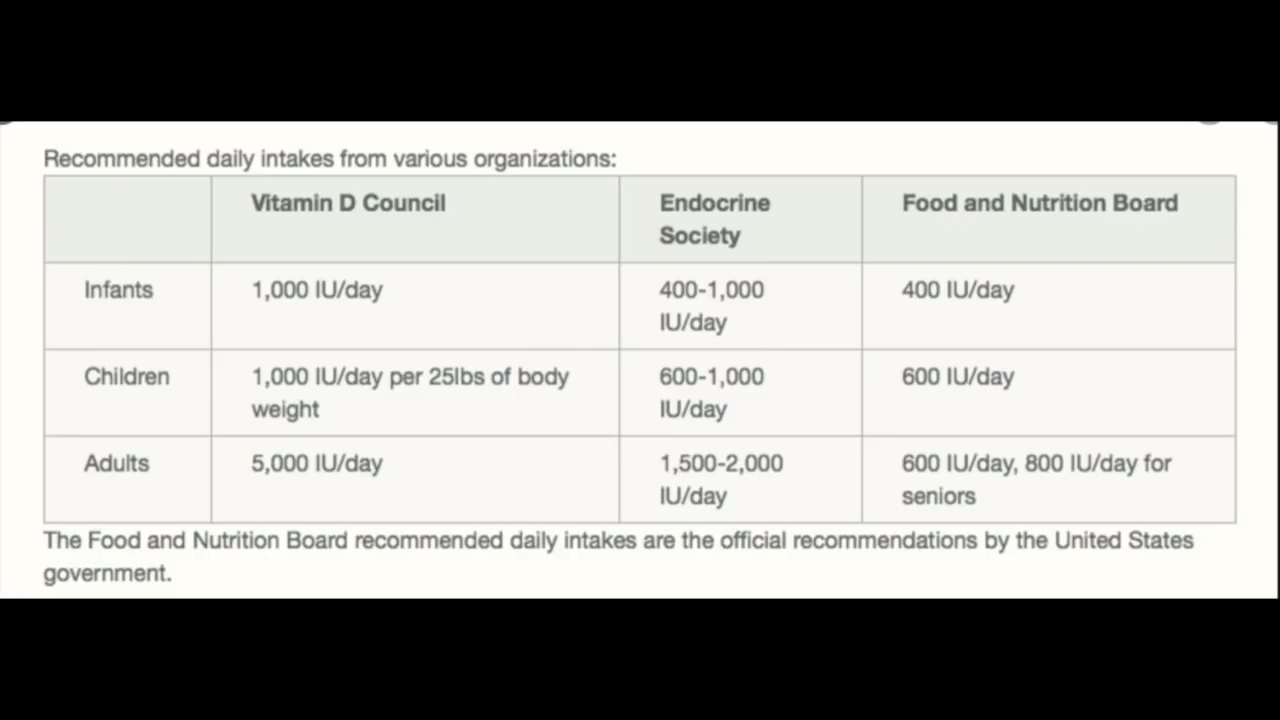 Recommended daily intakes from various organizations:
Vitamin D Council
Endocrine
Society
Food and Nutrition Board
Infants
1,000 IU/day
400-1,000
IU/day
400 IU/day
Children
1,000 IU/day per 25lbs of body
weight
600-1,000
IU/day
600 IU/day
Adults
5,000 IU/day
1,500-2,000
IU/day
600 IU/day, 800 IU/day for
seniors
The Food and Nutrition Board recommended daily intakes are the official recommendations by the United States
government.